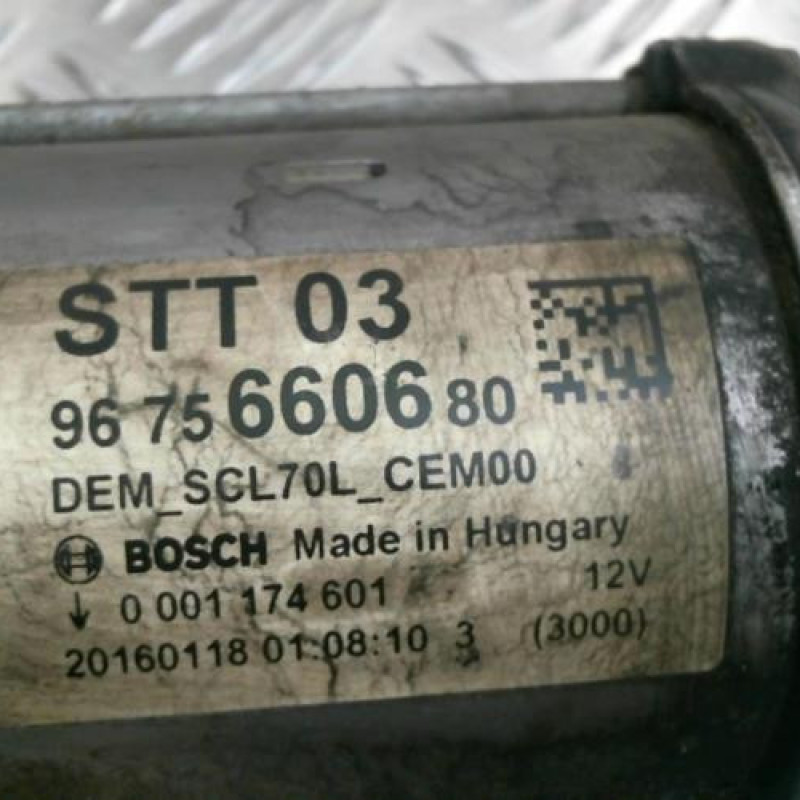 STT 03
96 75 6606 80
DEM_SCL70L_CEM00
BOSCH Made in Hungary
↓ 0 001 174 601 12V
20160118 01:08:10 3 (3000)